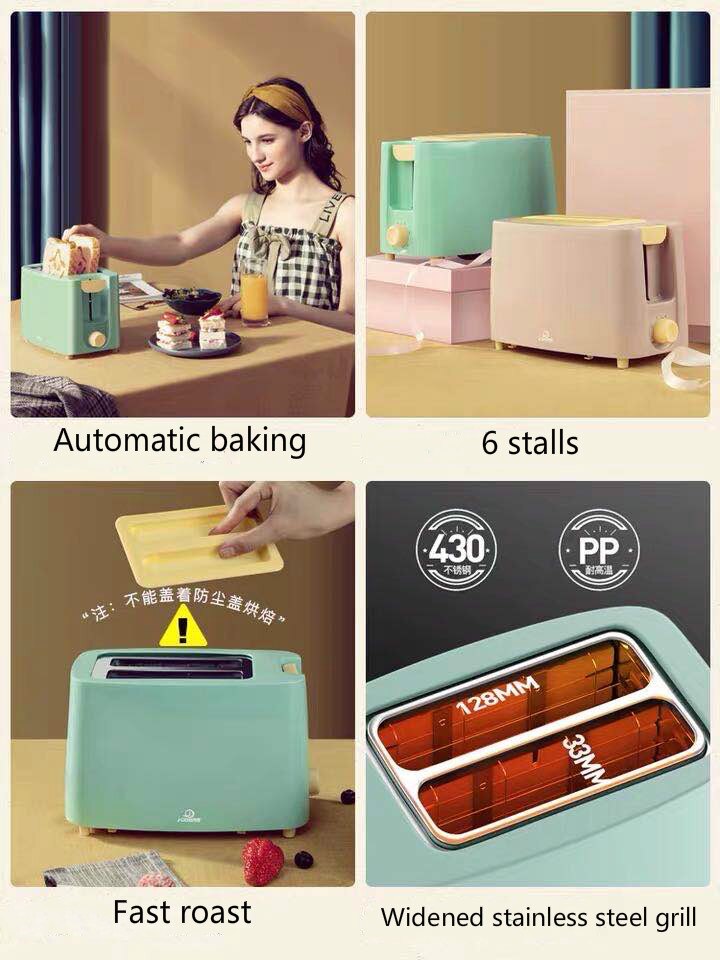 LIVE
Automatic baking
6 stalls
“注：不能盖着防尘盖烘焙”
!
430
不锈钢
PP
耐高温
128MM
33MM
Fast roast
Widened stainless steel grill